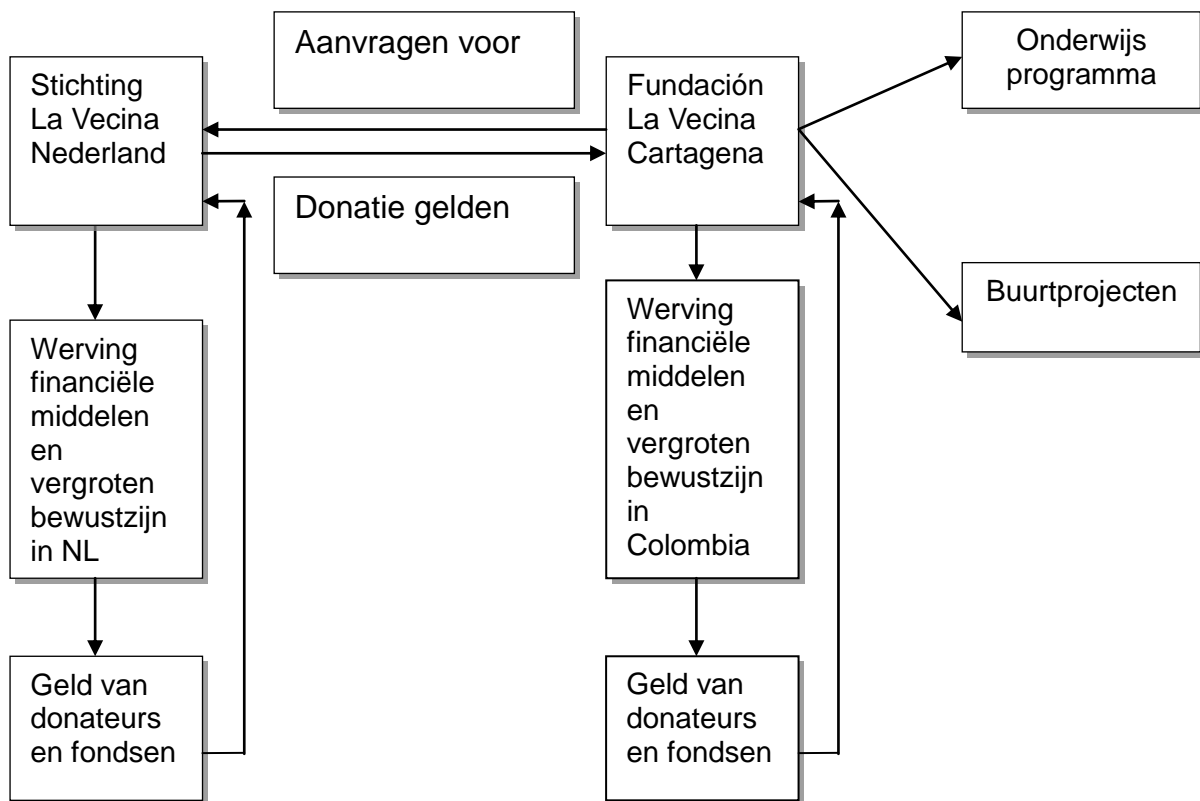 Aanvragen voor
Stichting
La Vecina
Nederland
Fundación
La Vecina
Cartagena
Onderwijs
programma
Donatie gelden
Buurtprojecten
Werving
financiële
middelen
en
vergroten
bewustzijn
in NL
Werving
financiële
middelen
en
vergroten
bewustzijn
in
Colombia
Geld van
donateurs
en fondsen
Geld van
donateurs
en fondsen